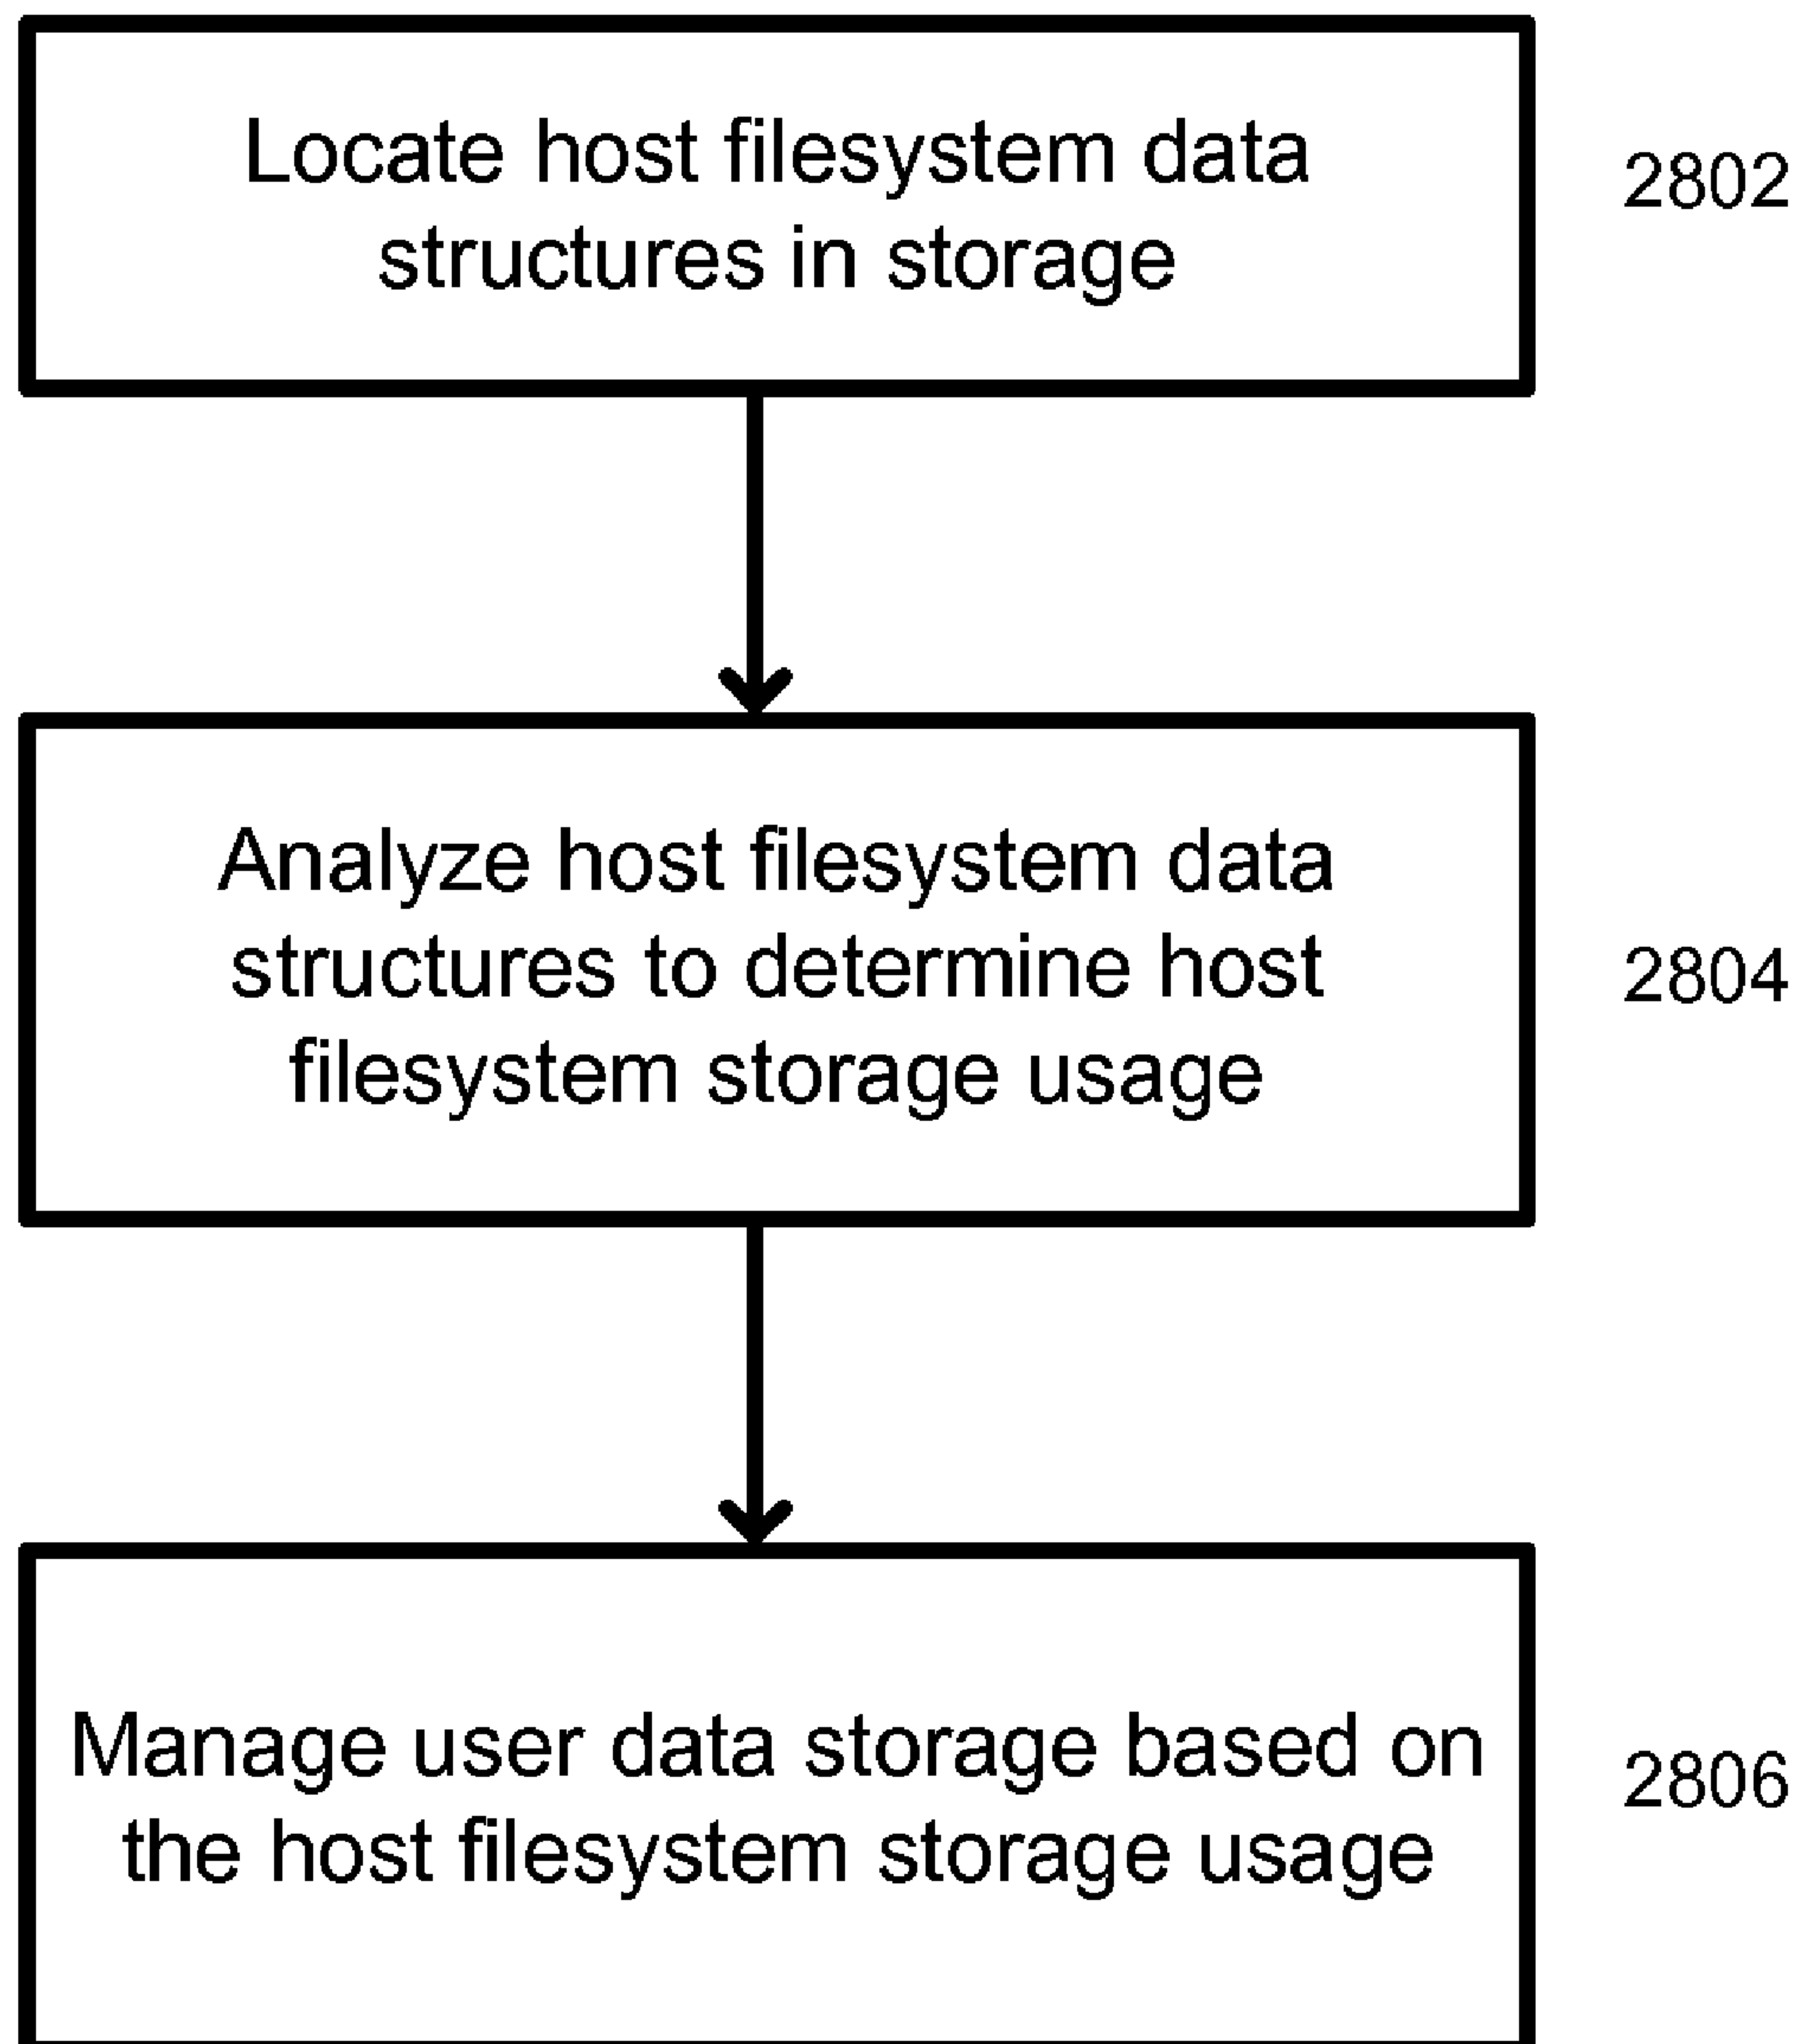 Locate host filesystem data
structures in storage
2802
Analyze host filesystem data
structures to determine host
filesystem storage usage
2804
Manage user data storage based on
the host filesystem storage usage
2806